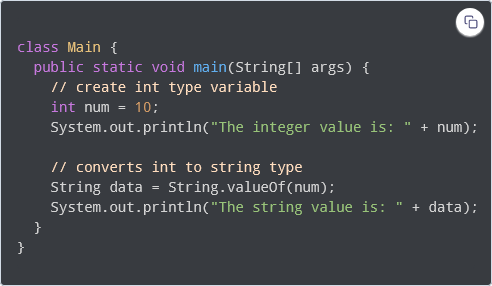 class Main {
  public static void main(String[] args) {
    // create int type variable
    int num = 10;
    System.out.println("The integer value is: " + num);

    // converts int to string type
    String data = String.valueOf(num);
    System.out.println("The string value is: " + data);
  }
}